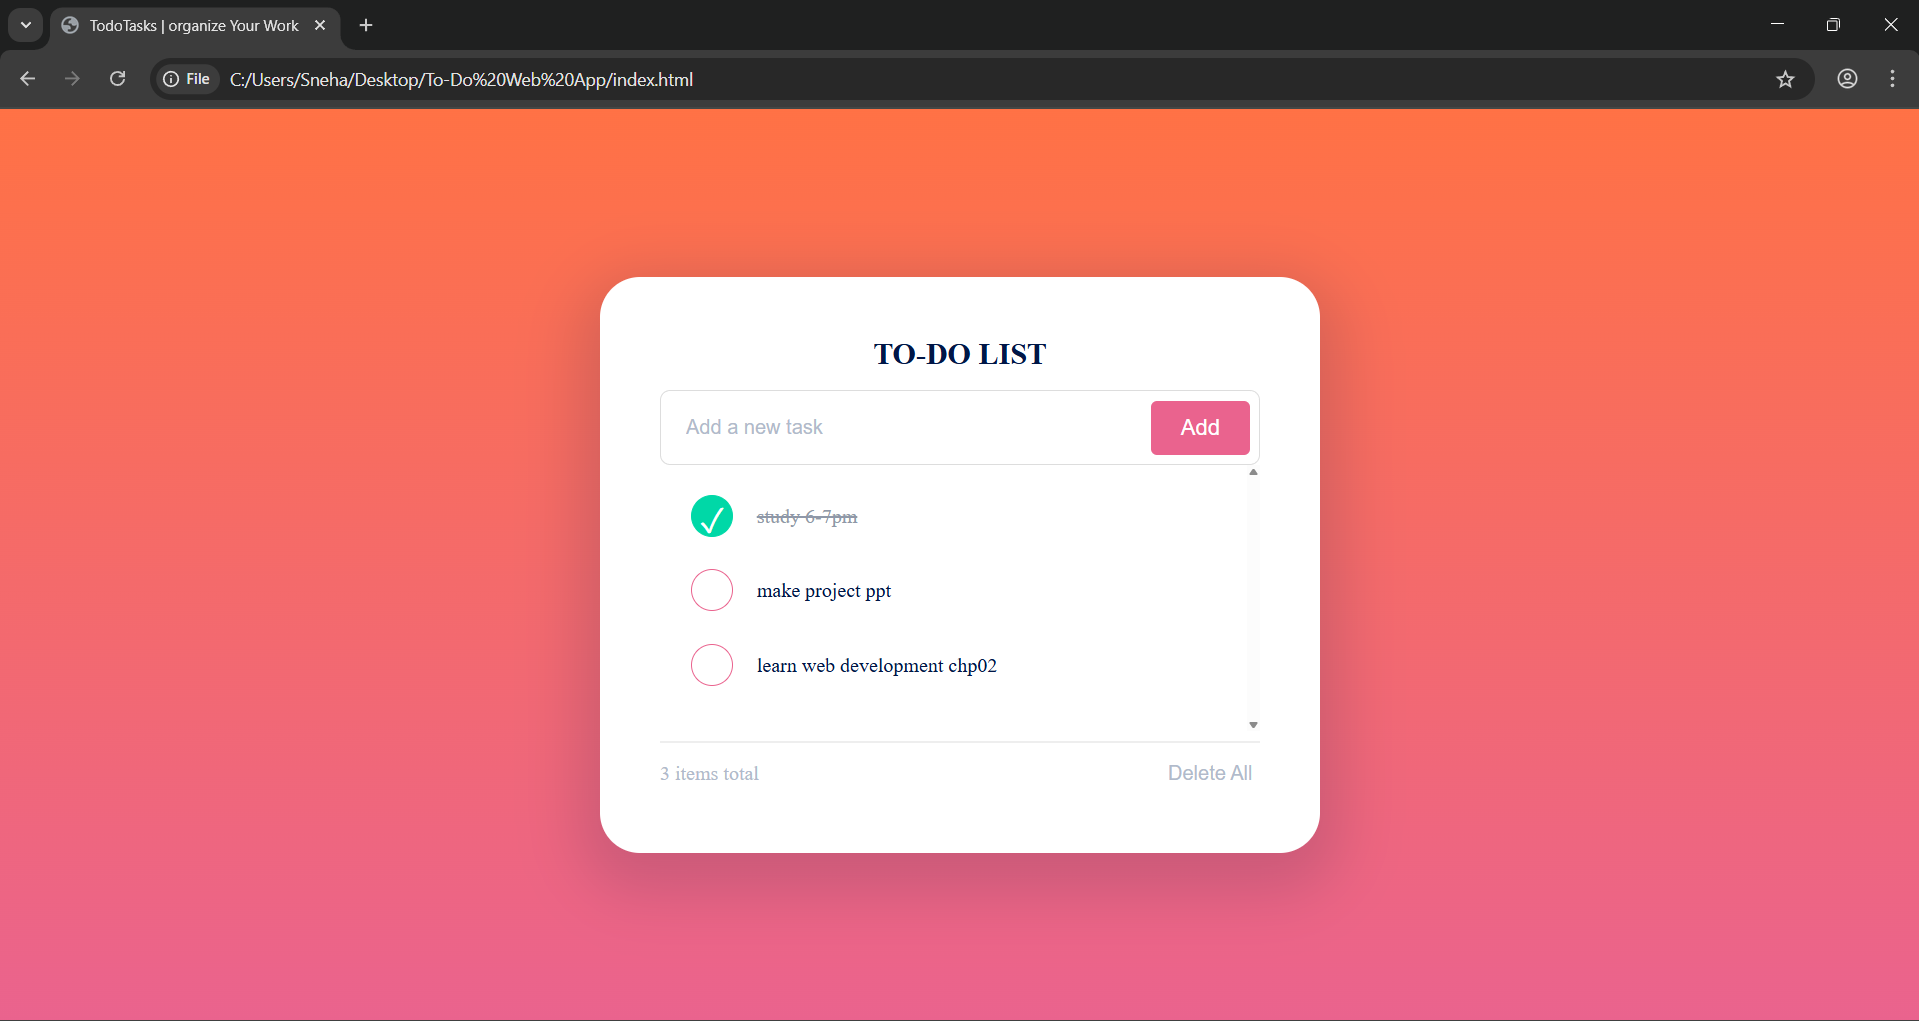 TodoTasks | organize Your Work
File C:/Users/Sneha/Desktop/To-Do%20Web%20App/index.html
TO-DO LIST
Add a new task Add
study 6-7pm
make project ppt
learn web development chp02
3 items total Delete All